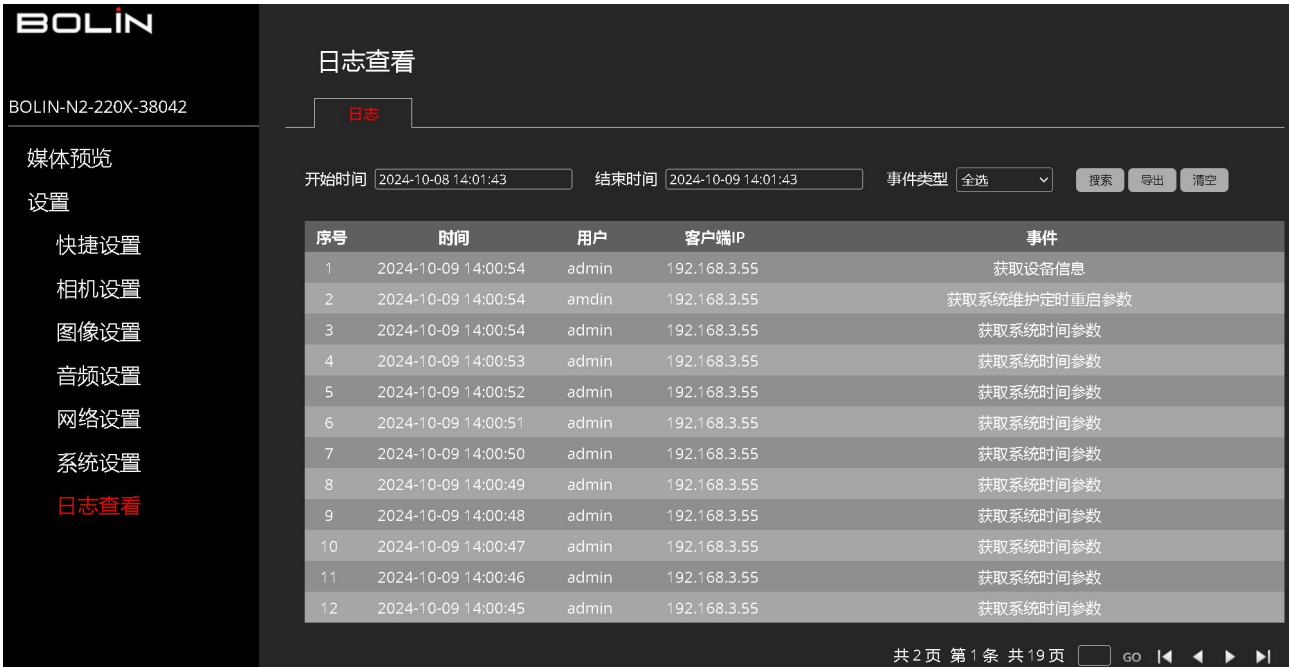 BOLIN
BOLIN-N2-220X-38042
媒体预览
设置
快捷设置
相机设置
图像设置
音频设置
网络设置
系统设置
日志查看
日志查看
日志
开始时间 2024-10-08 14:01:43 结束时间 2024-10-09 14:01:43 事件类型 全选 搜索 导出 清空
序号 时间 用户 客户端IP 事件
1 2024-10-09 14:00:54 admin 192.168.3.55 获取设备信息
2 2024-10-09 14:00:54 amdin 192.168.3.55 获取系统维护定时重启参数
3 2024-10-09 14:00:54 admin 192.168.3.55 获取系统时间参数
4 2024-10-09 14:00:53 admin 192.168.3.55 获取系统时间参数
5 2024-10-09 14:00:52 admin 192.168.3.55 获取系统时间参数
6 2024-10-09 14:00:51 admin 192.168.3.55 获取系统时间参数
7 2024-10-09 14:00:50 admin 192.168.3.55 获取系统时间参数
8 2024-10-09 14:00:49 admin 192.168.3.55 获取系统时间参数
9 2024-10-09 14:00:48 admin 192.168.3.55 获取系统时间参数
10 2024-10-09 14:00:47 admin 192.168.3.55 获取系统时间参数
11 2024-10-09 14:00:46 admin 192.168.3.55 获取系统时间参数
12 2024-10-09 14:00:45 admin 192.168.3.55 获取系统时间参数
共2页 第1条 共19页 GO